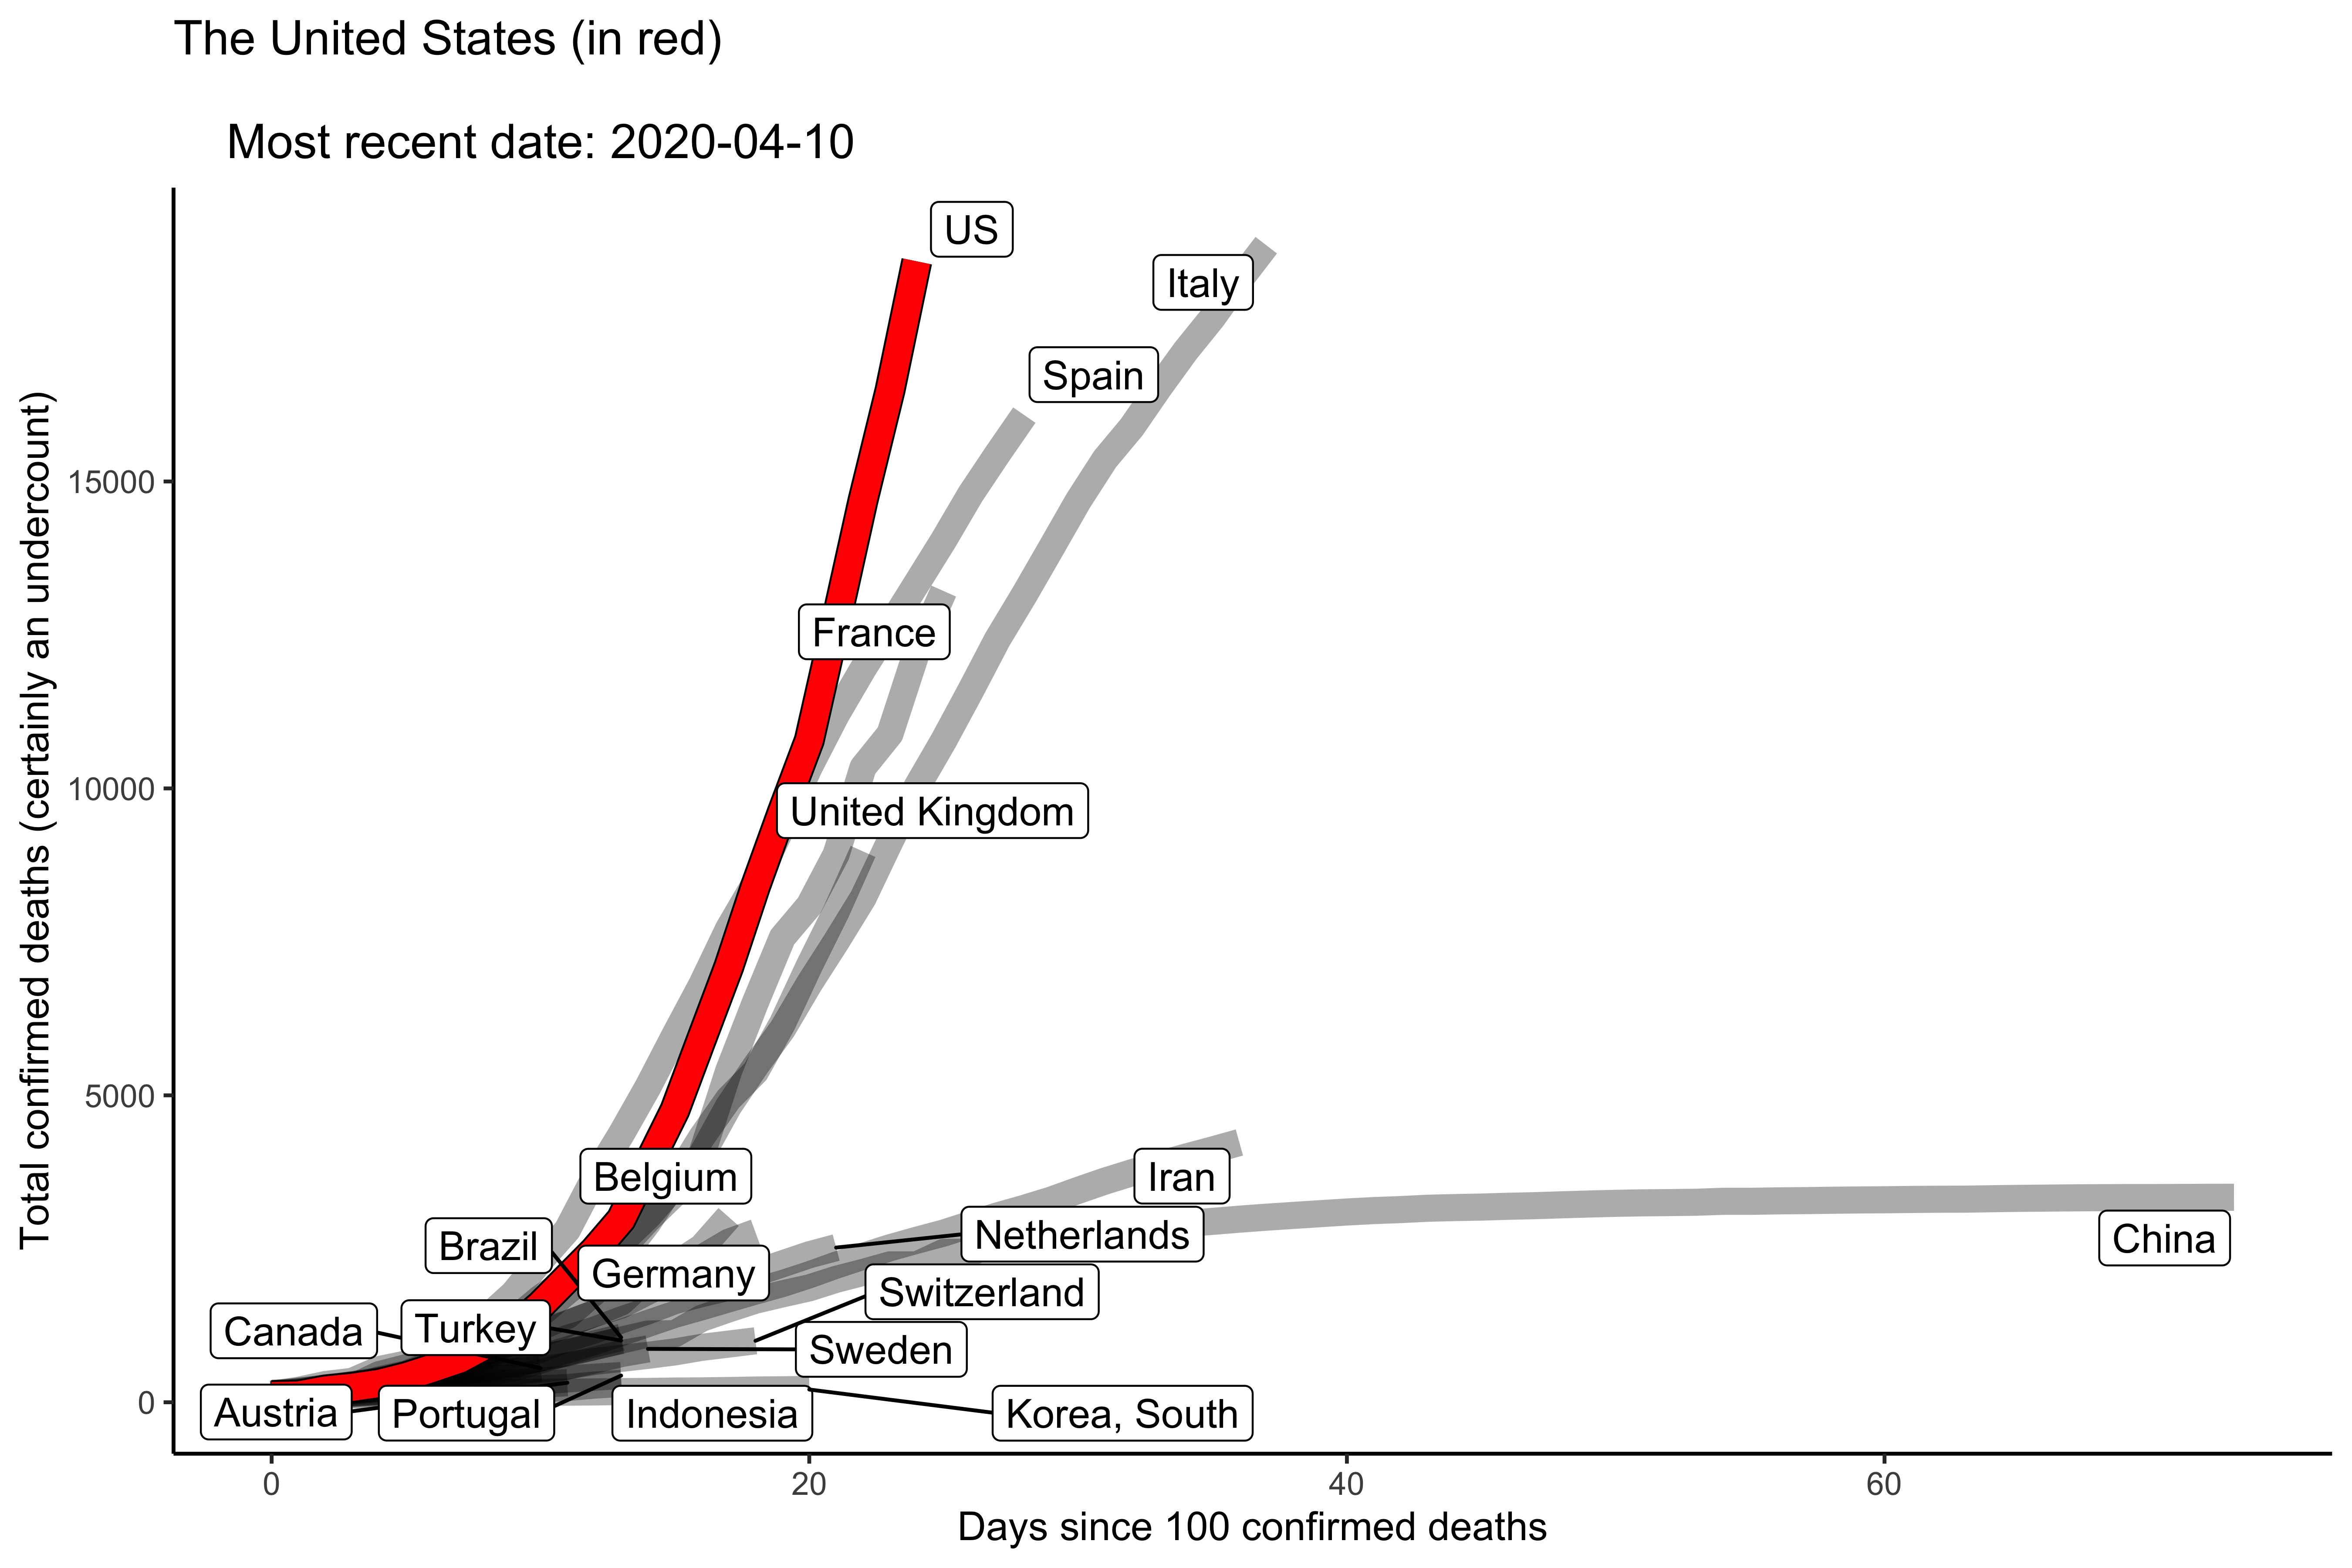 The United States (in red)
Most recent date: 2020-04-10
Total confirmed deaths (certainly an undercount)
15000
10000
5000
0
US
Italy
Spain
France
United Kingdom
Belgium
Iran
Brazil
Netherlands
China
Germany
Switzerland
Canada
Turkey
Sweden
Austria
Portugal
Indonesia
Korea, South
0
20
40
60
Days since 100 confirmed deaths